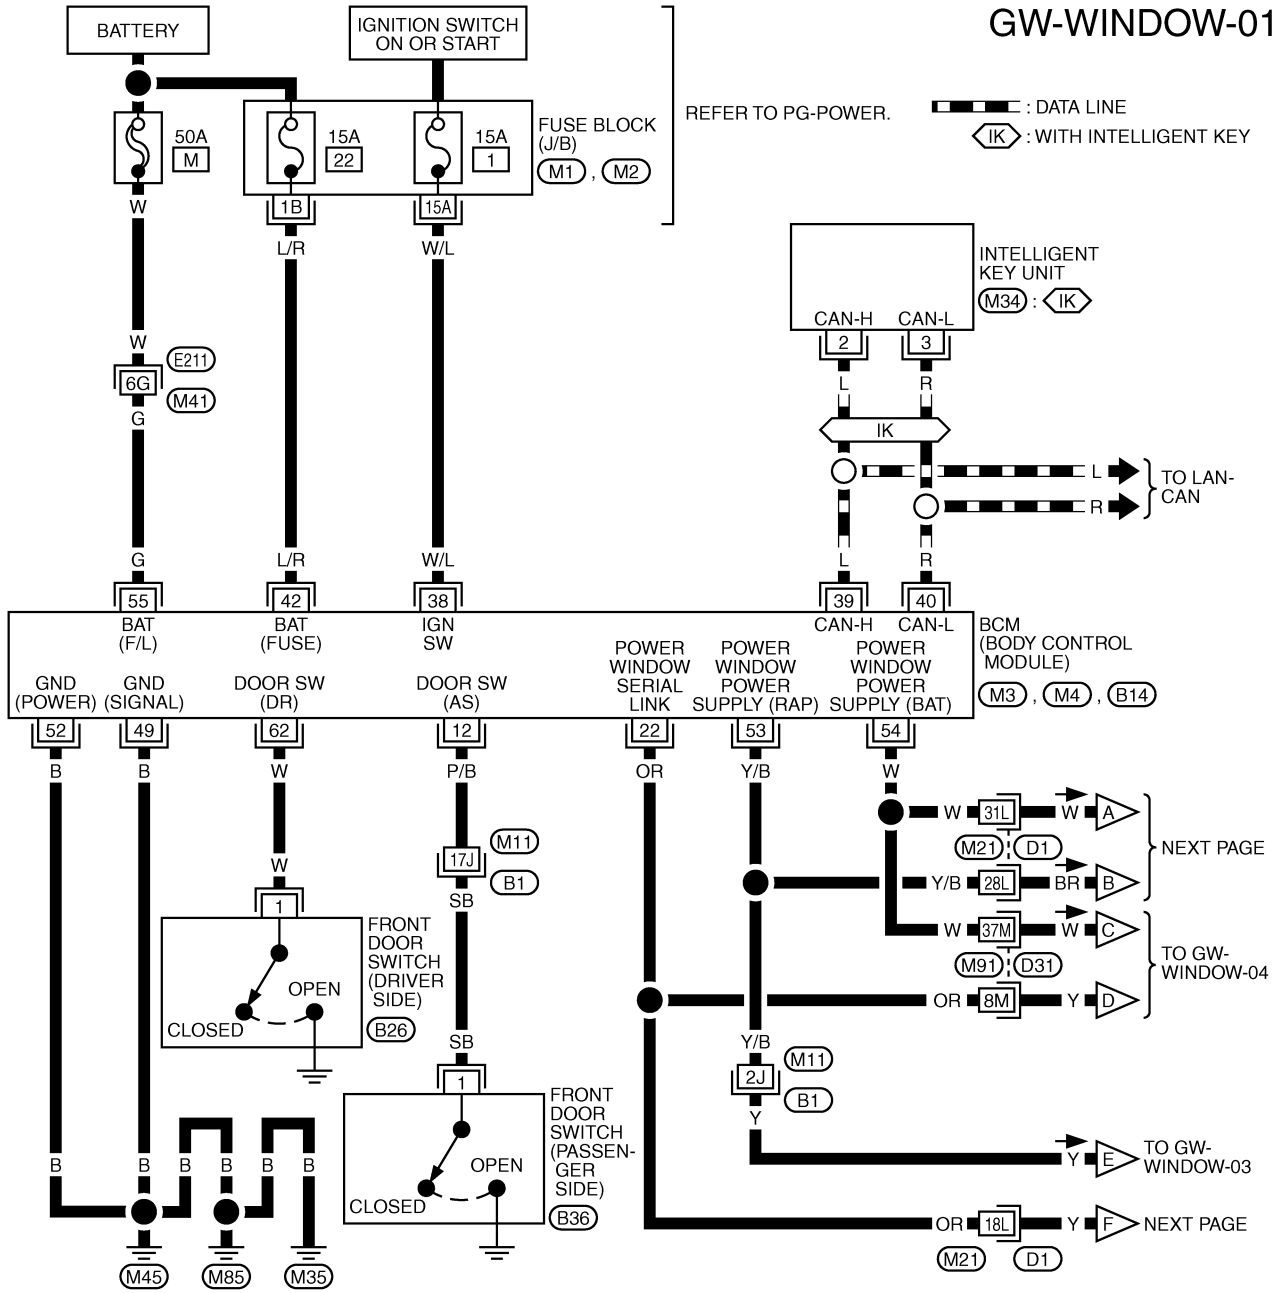 GW-WINDOW-01
BATTERY
IGNITION SWITCH
ON OR START
50A
M
15A
22
15A
1
FUSE BLOCK
(J/B)
M1 , M2
REFER TO PG-POWER.
: DATA LINE
IK : WITH INTELLIGENT KEY
W
1B
15A
L/R
W/L
INTELLIGENT
KEY UNIT
M34 : IK
CAN-H
CAN-L
2
3
W
E211
6G
M41
G
L
R
IK
L
R
TO LAN-
CAN
G
L/R
W/L
L
R
55
42
38
39
40
BAT
(F/L)
BAT
(FUSE)
IGN
SW
CAN-H
CAN-L
BCM
(BODY CONTROL
MODULE)
M3 , M4 , B14
GND
(POWER)
GND
(SIGNAL)
DOOR SW
(DR)
DOOR SW
(AS)
POWER
WINDOW
SERIAL
LINK
POWER
WINDOW
POWER
SUPPLY (RAP)
POWER
WINDOW
POWER
SUPPLY (BAT)
52
49
62
12
22
53
54
B
B
W
P/B
OR
Y/B
W
W
31L
W
A
M21
D1
NEXT PAGE
Y/B
28L
BR
B
W
37M
W
C
M91
D31
TO GW-
WINDOW-04
OR
8M
Y
D
M11
17J
B1
SB
W
1
FRONT
DOOR
SWITCH
(DRIVER
SIDE)
B26
OPEN
CLOSED
SB
1
FRONT
DOOR
SWITCH
(PASSEN-
GER
SIDE)
B36
OPEN
CLOSED
Y/B
M11
2J
B1
Y
Y
E
TO GW-
WINDOW-03
B
B
B
B
B
B
M45
M85
M35
OR
18L
Y
F
NEXT PAGE
M21
D1